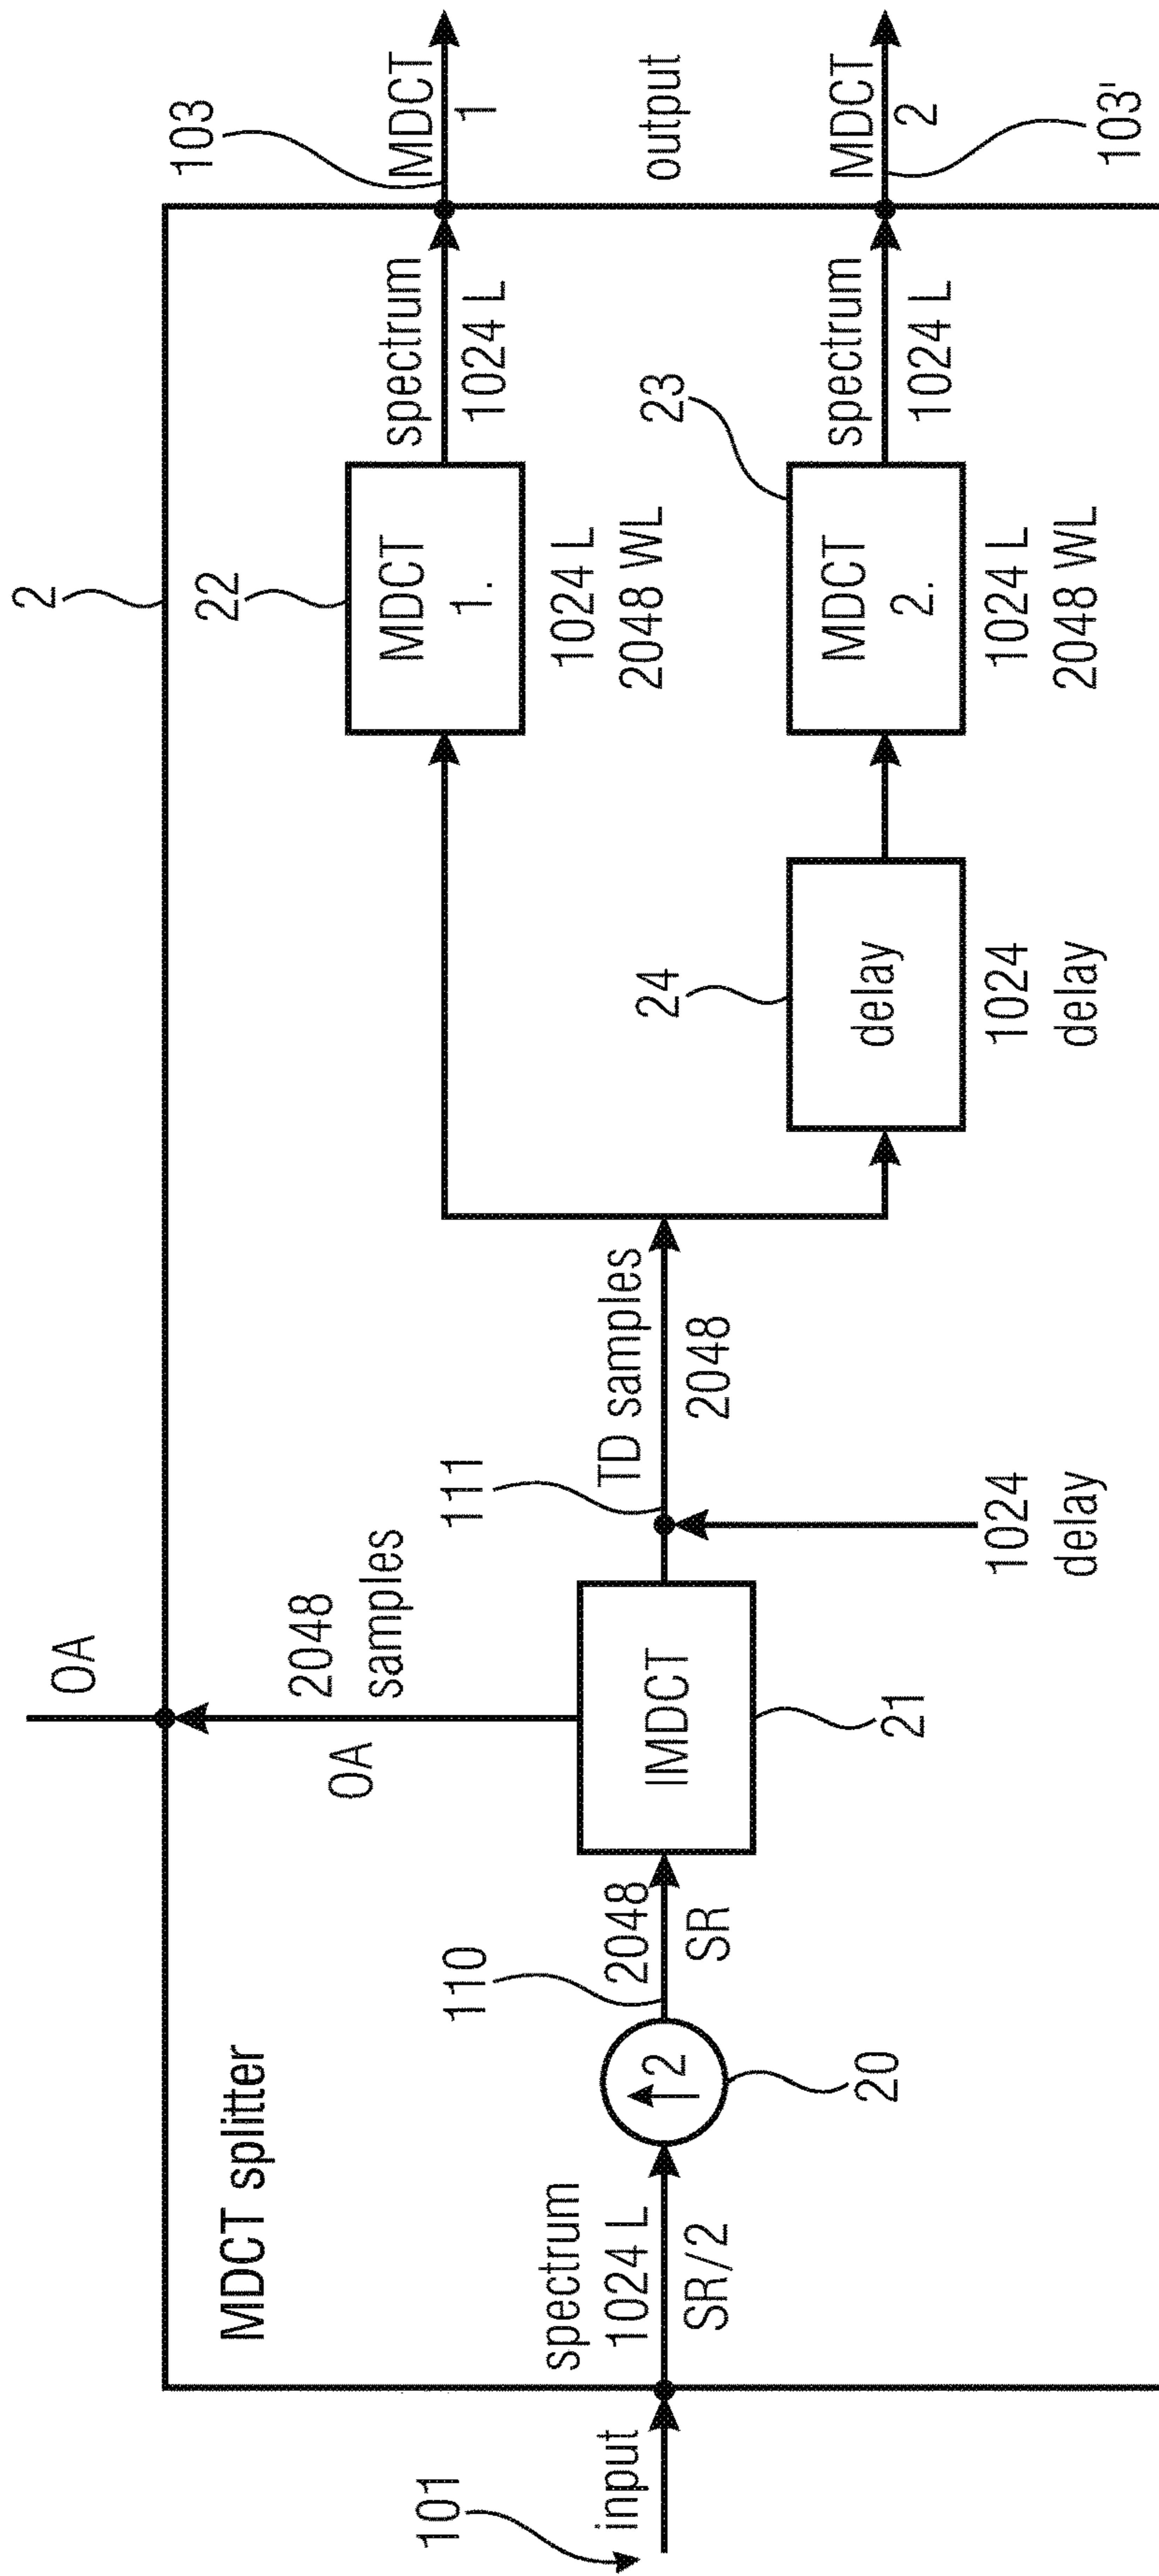 2
MDCT splitter
101
input
spectrum
1024 L
SR/2
↑2
20
110
2048
SR
IMDCT
21
OA
OA
2048
samples
111
1024
delay
TD samples
2048
24
delay
1024
delay
22
MDCT
1.
1024 L
2048 WL
23
MDCT
2.
1024 L
2048 WL
spectrum
1024 L
spectrum
1024 L
103
MDCT
1
output
MDCT
2
103'